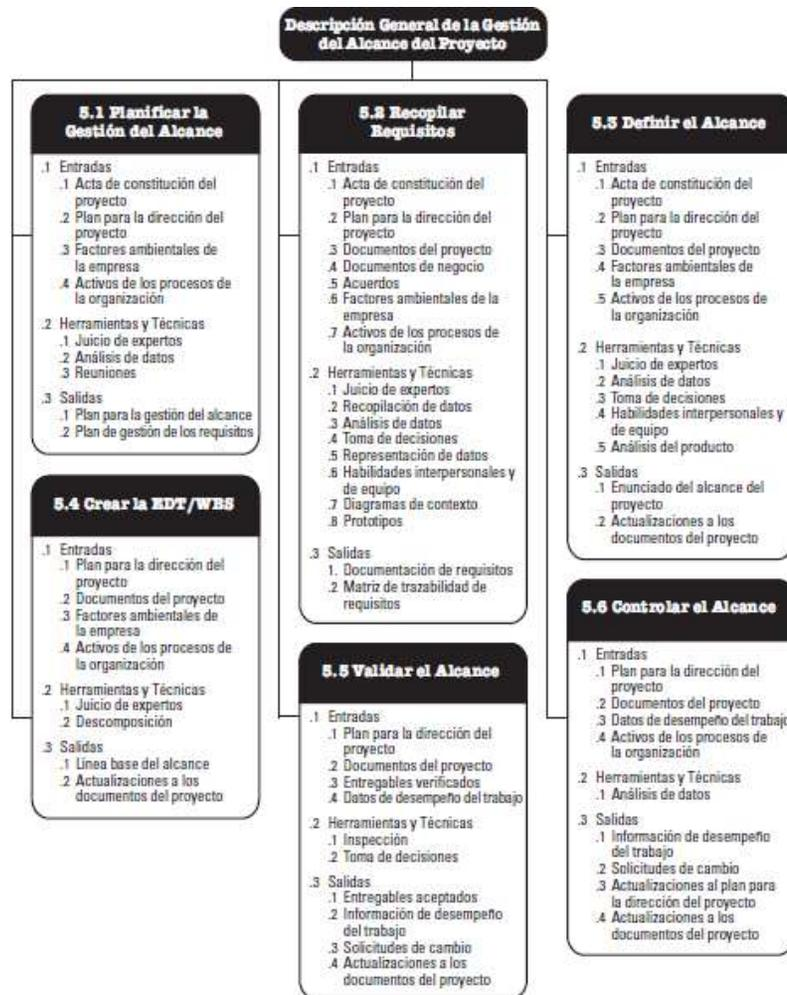 Descripción General de la Gestión
del Alcance del Proyecto
5.1 Planificar la
Gestión del Alcance
.1 Entradas
.1 Acta de constitución del
proyecto
.2 Plan para la dirección del
proyecto
.3 Factores ambientales de
la empresa
.4 Activos de los procesos de
la organización
.2 Herramientas y Técnicas
.1 Juicio de expertos
.2 Análisis de datos
.3 Reuniones
.3 Salidas
.1 Plan para la gestión del alcance
.2 Plan de gestión de los requisitos
5.2 Recopilar
Requisitos
.1 Entradas
.1 Acta de constitución del
proyecto
.2 Plan para la dirección del
proyecto
.3 Documentos del proyecto
.4 Documentos de negocio
.5 Acuerdos
.6 Factores ambientales de la
empresa
.7 Activos de los procesos de
la organización
.2 Herramientas y Técnicas
.1 Juicio de expertos
.2 Recopilación de datos
.3 Análisis de datos
.4 Toma de decisiones
.5 Representación de datos
.6 Habilidades interpersonales y
de equipo
.7 Diagramas de contexto
.8 Prototipos
.3 Salidas
1. Documentación de requisitos
.2 Matriz de trazabilidad de
requisitos
5.3 Definir el Alcance
.1 Entradas
.1 Acta de constitución del
proyecto
.2 Plan para la dirección del
proyecto
.3 Documentos del proyecto
.4 Factores ambientales de
la empresa
.5 Activos de los procesos de
la organización
.2 Herramientas y Técnicas
.1 Juicio de expertos
.2 Análisis de datos
.3 Toma de decisiones
.4 Habilidades interpersonales y
de equipo
.5 Análisis del producto
.3 Salidas
.1 Enunciado del alcance del
proyecto
.2 Actualizaciones a los
documentos del proyecto
5.4 Crear la EDT/WBS
.1 Entradas
.1 Plan para la dirección del
proyecto
.2 Documentos del proyecto
.3 Factores ambientales de
la empresa
.4 Activos de los procesos de
la organización
.2 Herramientas y Técnicas
.1 Juicio de expertos
.2 Descomposición
.3 Salidas
.1 Línea base del alcance
.2 Actualizaciones a los
documentos del proyecto
5.5 Validar el Alcance
.1 Entradas
.1 Plan para la dirección del
proyecto
.2 Documentos del proyecto
.3 Entregables verificados
.4 Datos de desempeño del trabajo
.2 Herramientas y Técnicas
.1 Inspección
.2 Toma de decisiones
.3 Salidas
.1 Entregables aceptados
.2 Información de desempeño
del trabajo
.3 Solicitudes de cambio
.4 Actualizaciones a los
documentos del proyecto
5.6 Controlar el Alcance
.1 Entradas
.1 Plan para la dirección del
proyecto
.2 Documentos del proyecto
.3 Datos de desempeño del trabajo
.4 Activos de los procesos de
la organización
.2 Herramientas y Técnicas
.1 Análisis de datos
.3 Salidas
.1 Información de desempeño
del trabajo
.2 Solicitudes de cambio
.3 Actualizaciones al plan para
la dirección del proyecto
.4 Actualizaciones a los
documentos del proyecto